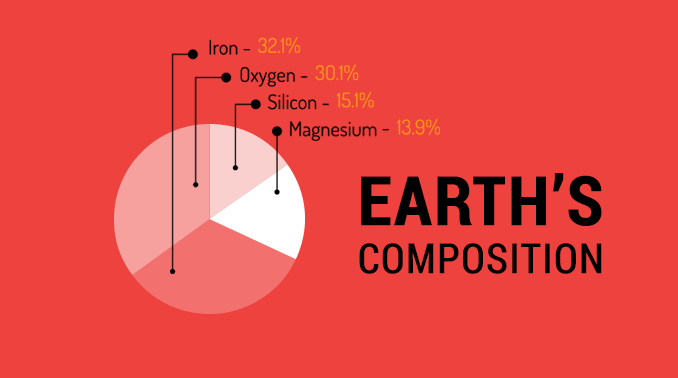 Iron - 32.1%
Oxygen - 30.1%
Silicon - 15.1%
Magnesium - 13.9%
EARTH'S
COMPOSITION